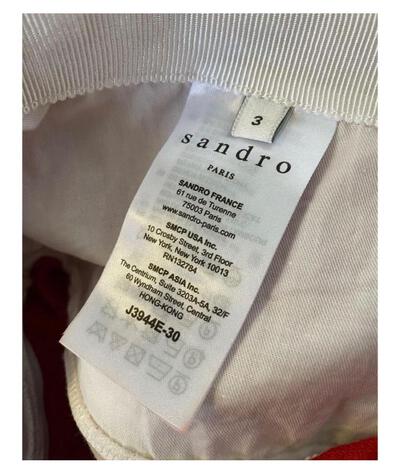 3
sandro
PARIS
SANDRO FRANCE
61 rue de Turenne
75003 Paris
www.sandro-paris.com
SMCP USA Inc.
10 Crosby Street, 3rd Floor
New York, New York 10013
RN132784
SMCP ASIA Inc.
The Centrium, Suite 3203A-5A, 32/F
60 Wyndham Street, Central
HONG-KONG
J3944E-30